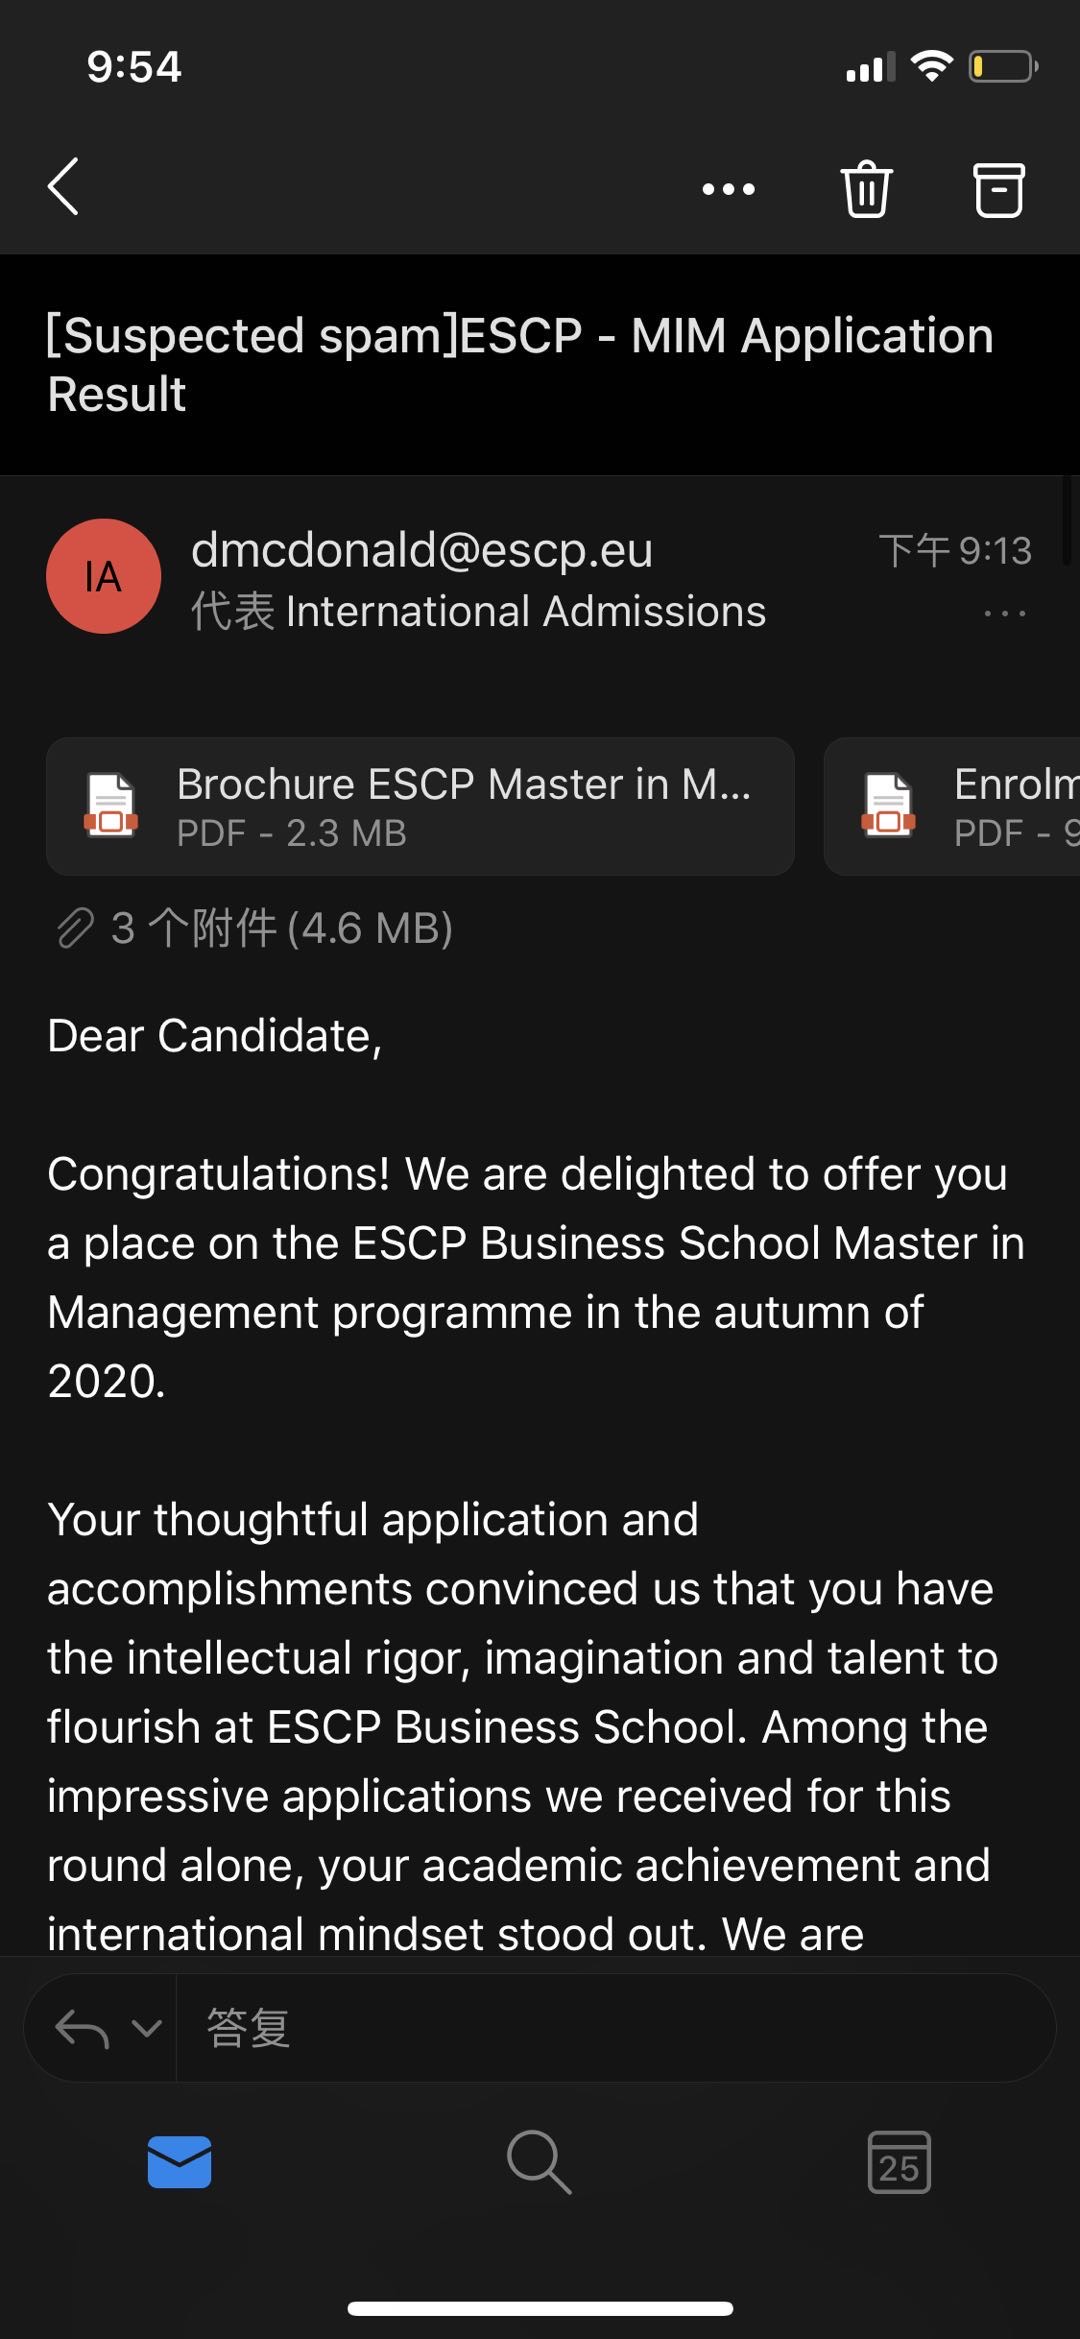 9:54
[Suspected spam]ESCP - MIM Application
Result
IA
dmcdonald@escp.eu
下午 9:13
代表 International Admissions
Brochure ESCP Master in M...
PDF - 2.3 MB
Enrolm
PDF - 9
3 个附件 (4.6 MB)
Dear Candidate,
Congratulations! We are delighted to offer you
a place on the ESCP Business School Master in
Management programme in the autumn of
2020.
Your thoughtful application and
accomplishments convinced us that you have
the intellectual rigor, imagination and talent to
flourish at ESCP Business School. Among the
impressive applications we received for this
round alone, your academic achievement and
international mindset stood out. We are
答复
25